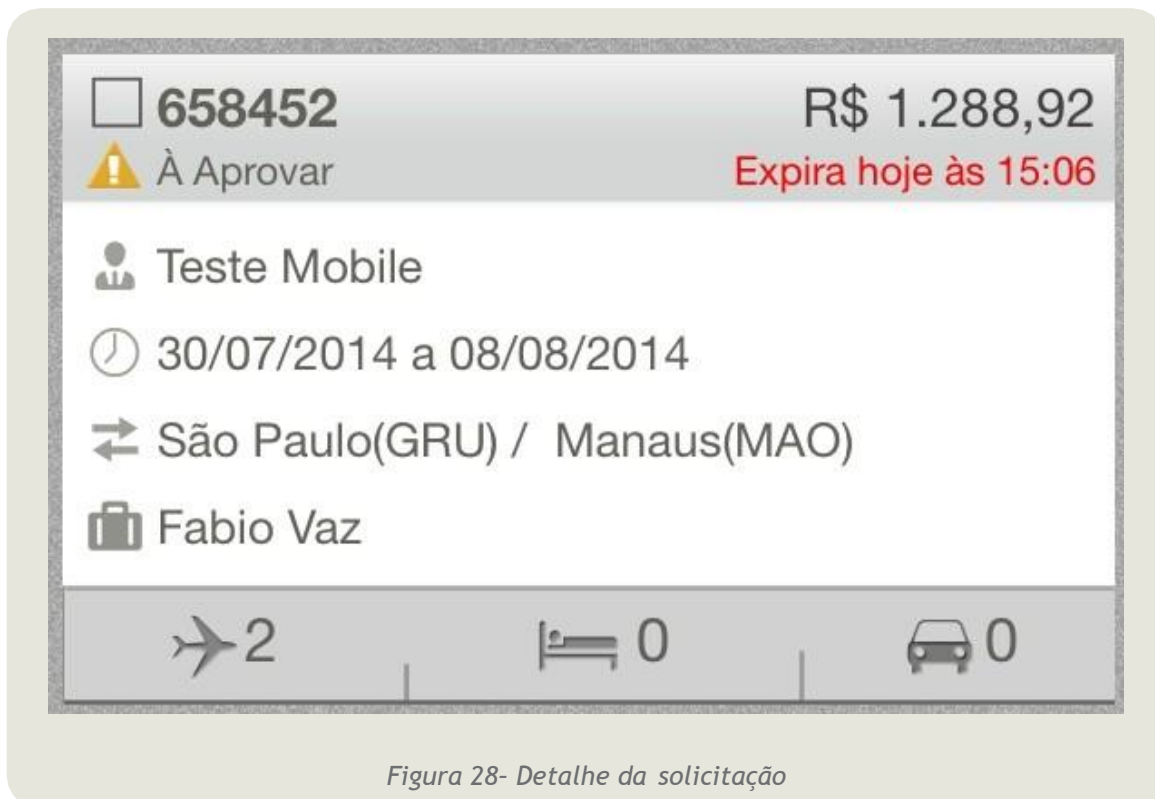 658452 R$ 1.288,92
À Aprovar Expira hoje às 15:06
Teste Mobile
30/07/2014 a 08/08/2014
São Paulo(GRU) / Manaus(MAO)
Fabio Vaz
2 0 0
Figura 28- Detalhe da solicitação